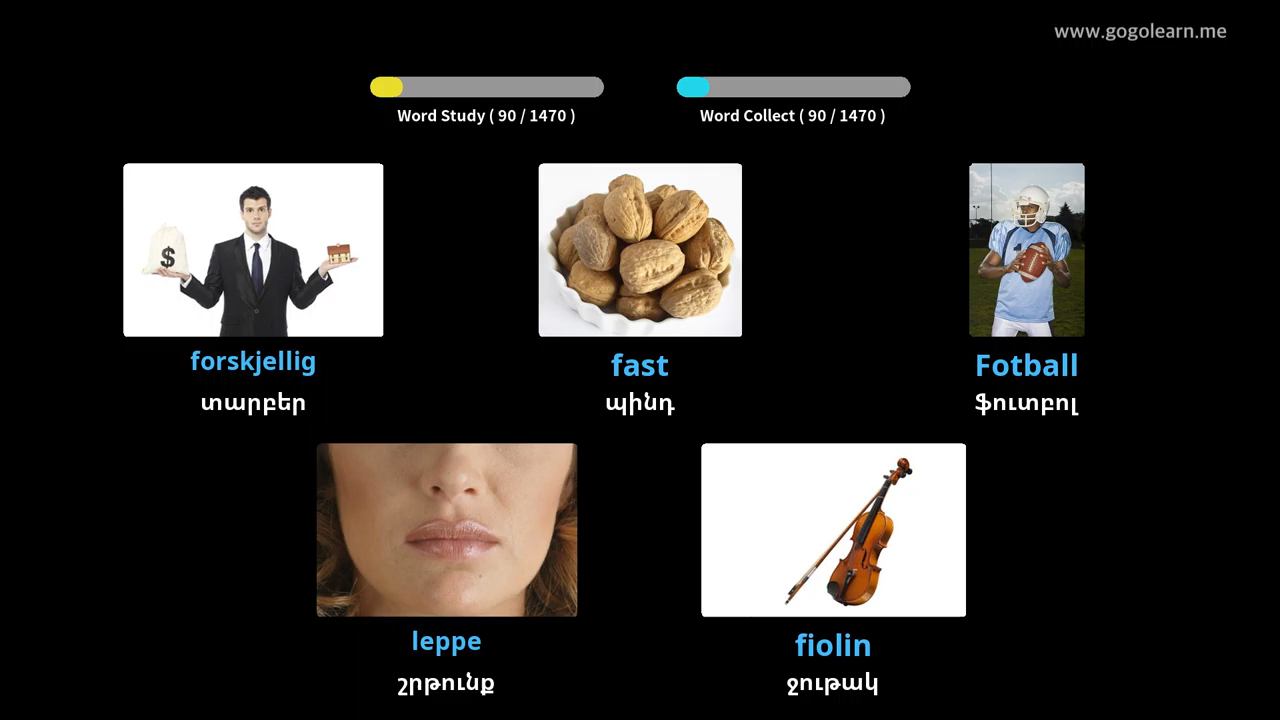 www.gogolearn.me
Word Study ( 90 / 1470 )
Word Collect ( 90 / 1470 )
$
forskjellig
տարբեր
fast
պինդ
Fotball
ֆուտբոլ
leppe
շրթունք
fiolin
ջութակ